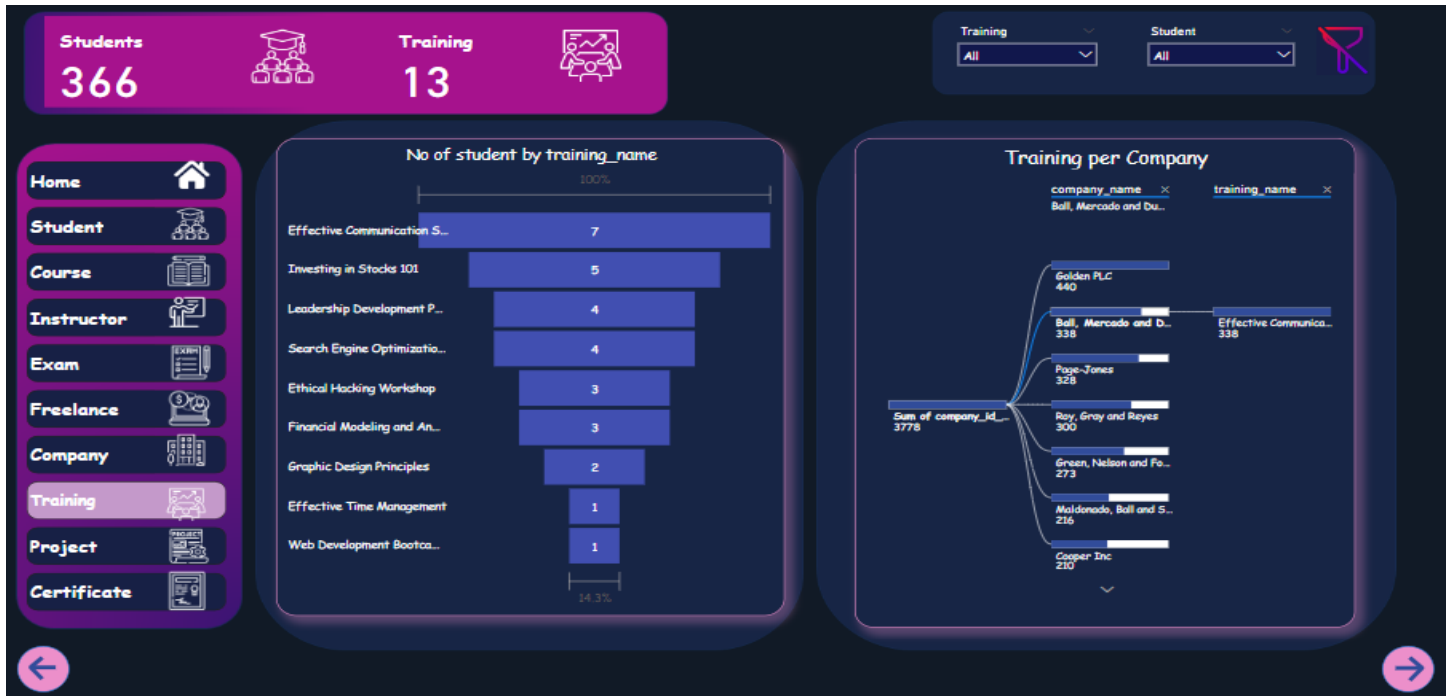 Students
366
Training
13
Training
All
Student
All
Home
Student
Course
Instructor
Exam
EXAM
Freelance
Company
Training
Project
PROJECT
Certificate
No of student by training_name
100%
Effective Communication S...
7
Investing in Stocks 101
5
Leadership Development P...
4
Search Engine Optimizatio...
4
Ethical Hacking Workshop
3
Financial Modeling and An...
3
Graphic Design Principles
2
Effective Time Management
1
Web Development Bootca...
1
14.3%
Training per Company
company_name
Ball, Mercado and Du...
training_name
Golden PLC
440
Ball, Mercado and D...
338
Effective Communica...
338
Page-Jones
328
Sum of company_id_...
3778
Ray, Gray and Reyes
300
Green, Nelson and Fo...
273
Maldonado, Ball and S...
216
Cooper Inc
210